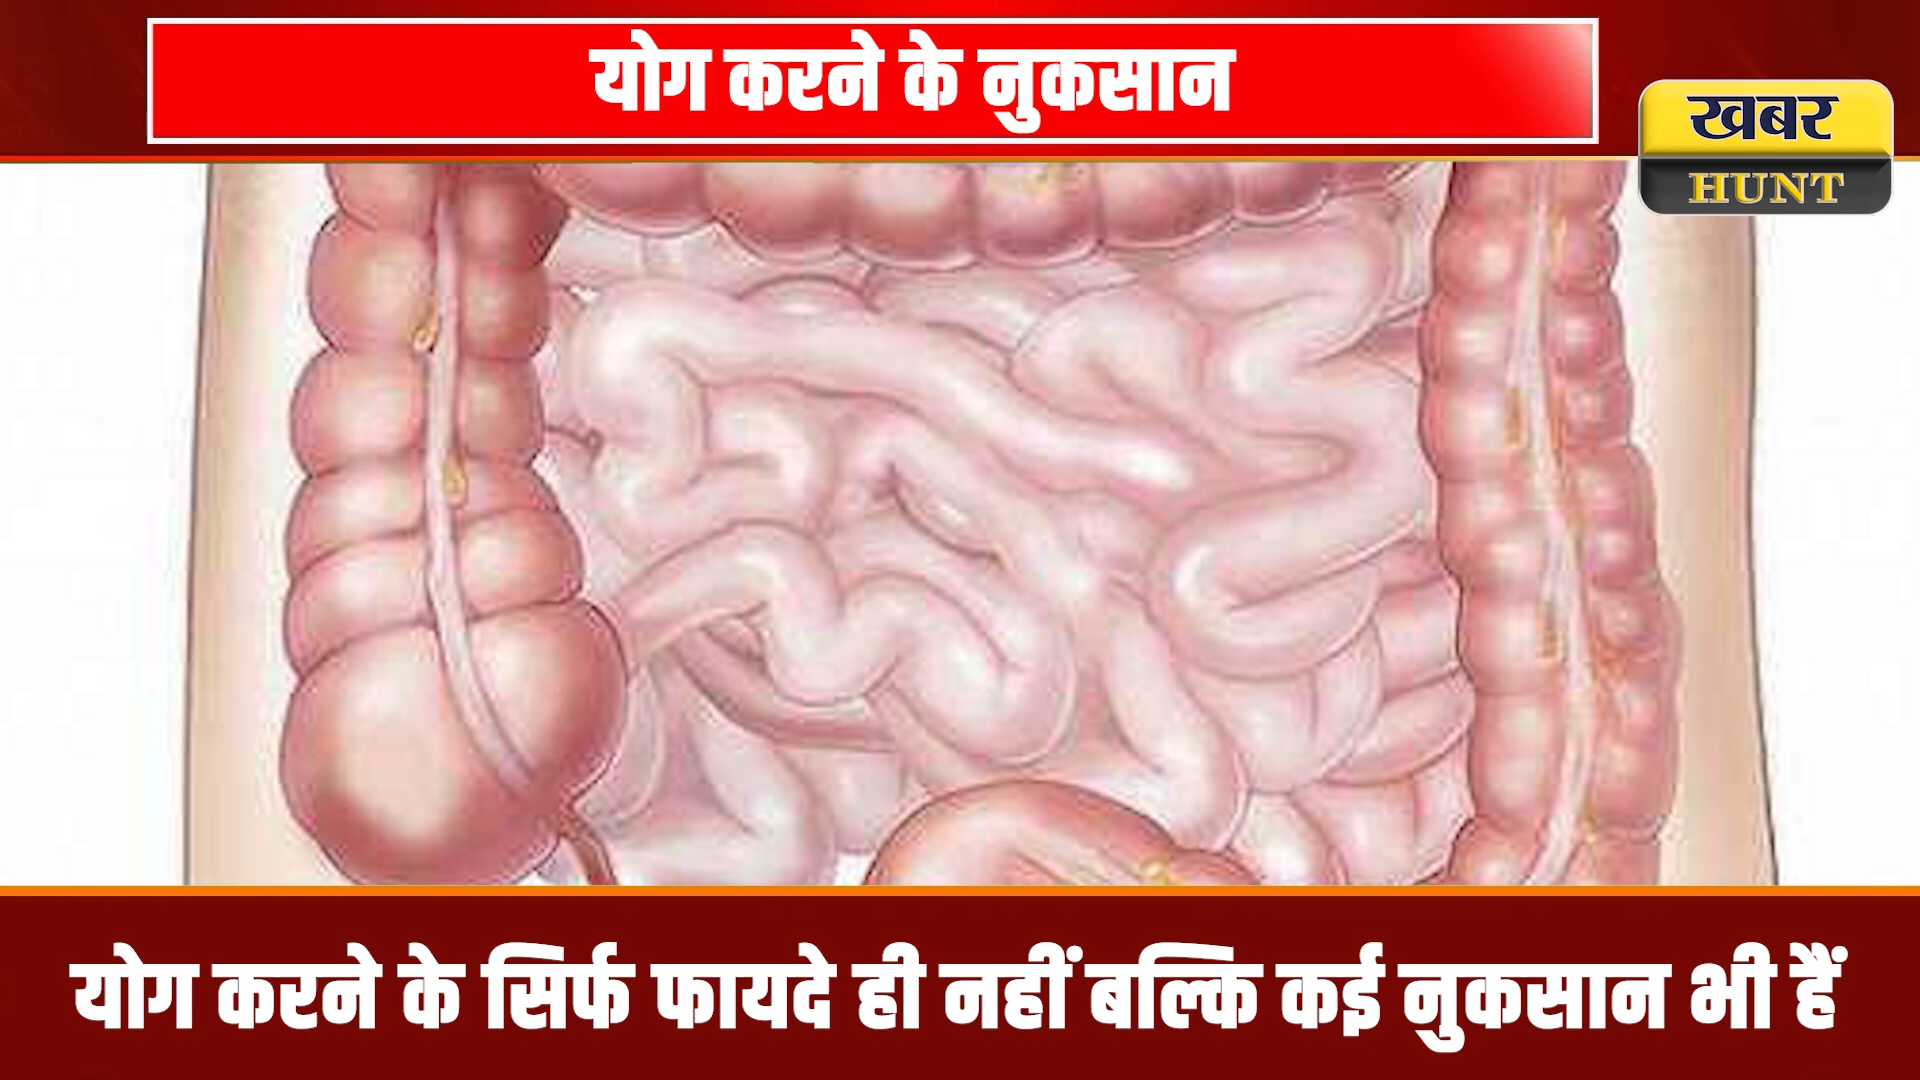 योग करने के नुकसान
खबर
HUNT
योग करने के सिर्फ फायदे ही नहीं बल्कि कई नुकसान भी हैं